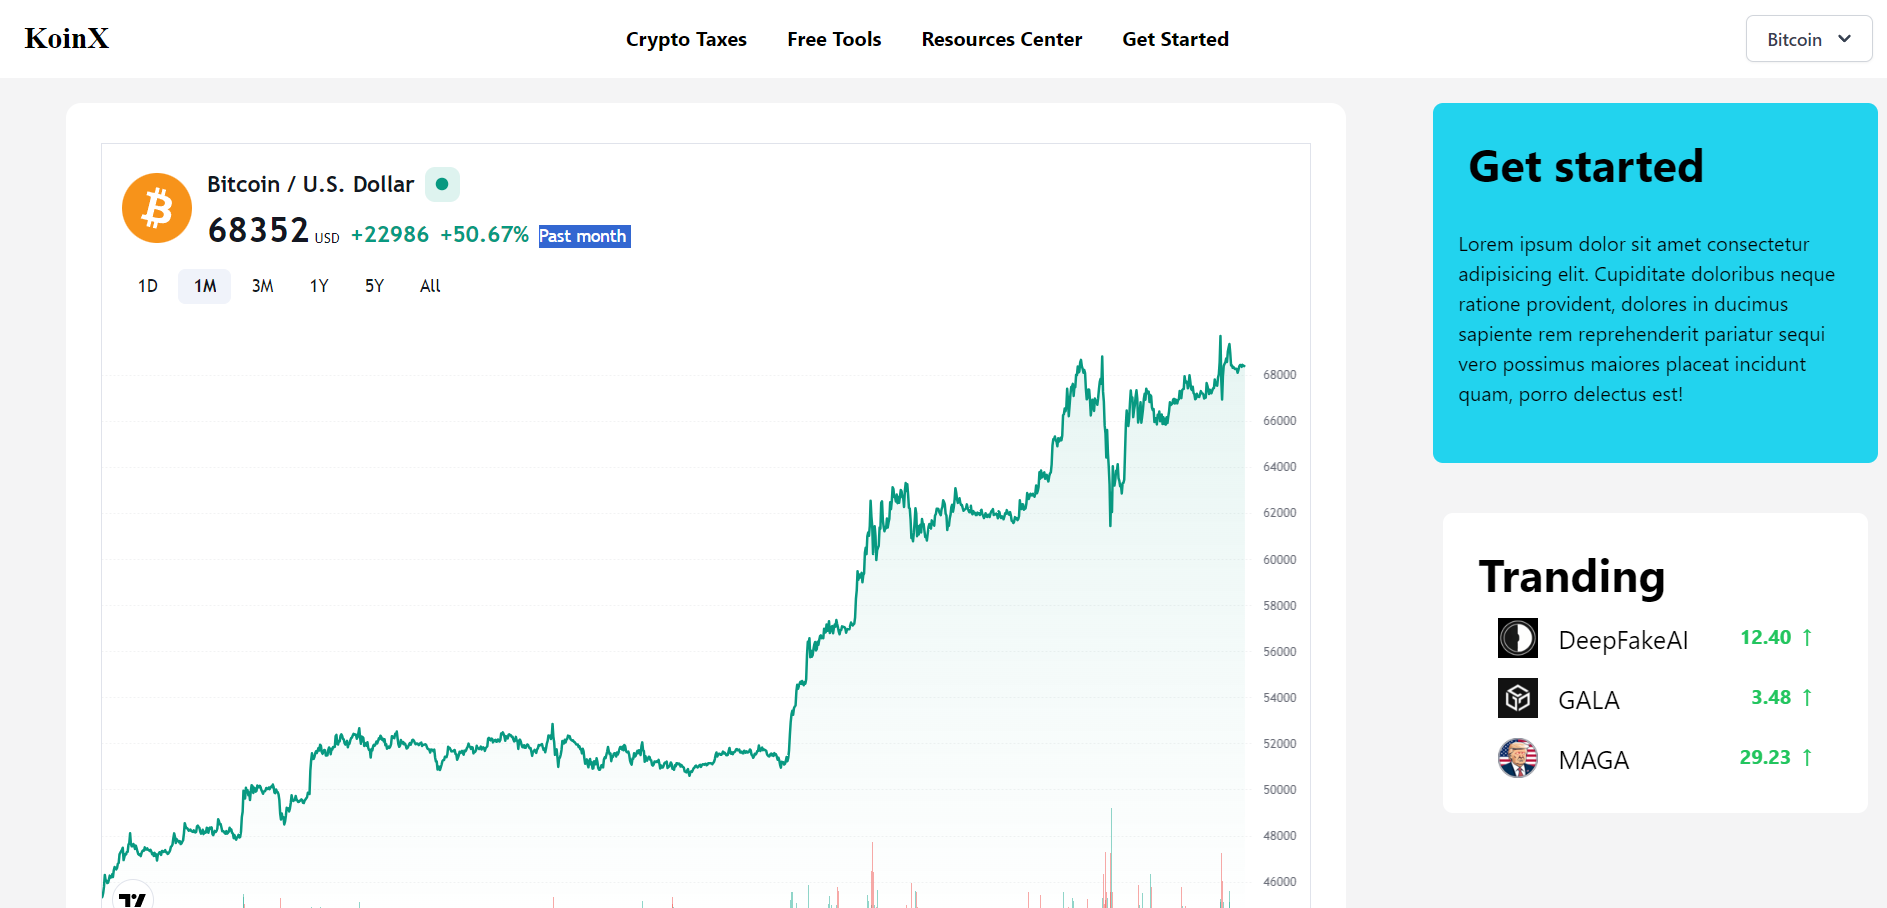 KoinX
Crypto Taxes Free Tools Resources Center Get Started
Bitcoin
Bitcoin / U.S. Dollar
68352 USD +22986 +50.67% Past month
1D 1M 3M 1Y 5Y All
68000
66000
64000
62000
60000
58000
56000
54000
52000
50000
48000
46000
Get started
Lorem ipsum dolor sit amet consectetur
adipisicing elit. Cupiditate doloribus neque
ratione provident, dolores in ducimus
sapiente rem reprehenderit pariatur sequi
vero possimus maiores placeat incidunt
quam, porro delectus est!
Tranding
DeepFakeAI 12.40 ↑
GALA 3.48 ↑
MAGA 29.23 ↑